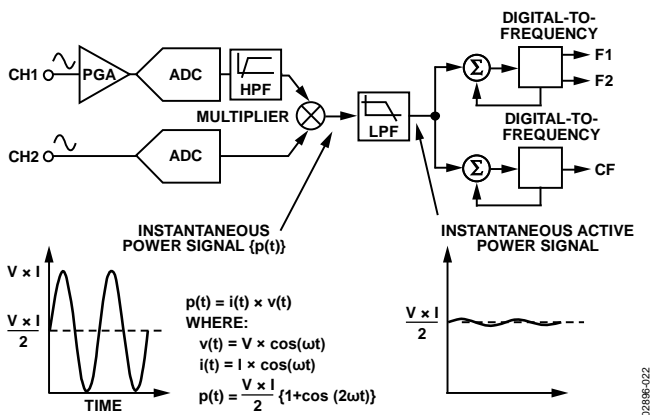 DIGITAL-TO-
FREQUENCY
F1
F2
CH1
PGA
ADC
HPF
MULTIPLIER
LPF
Σ
DIGITAL-TO-
FREQUENCY
CH2
ADC
Σ
CF
INSTANTANEOUS
POWER SIGNAL {p(t)}
INSTANTANEOUS ACTIVE
POWER SIGNAL
V × I
V × I
2
TIME
p(t) = i(t) × v(t)
WHERE:
v(t) = V × cos(ωt)
i(t) = I × cos(ωt)
p(t) = V × I
2
{1+cos (2ωt)}
V × I
2
02896-022